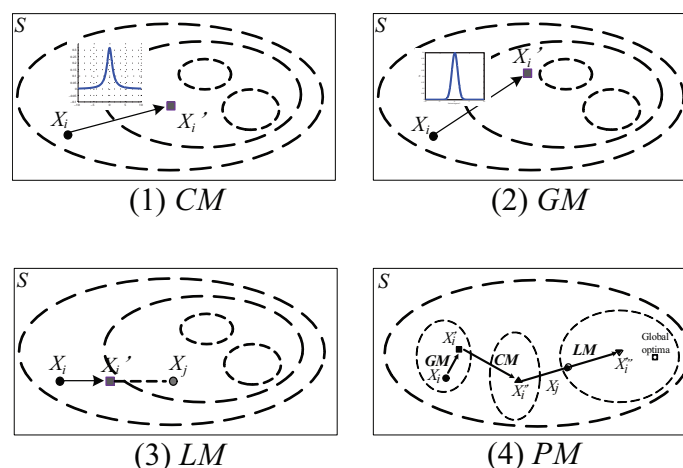 S
X_i
X_i′
(1) CM
S
X_i
X_i′
(2) GM
S
X_i
X_i′
X_j
(3) LM
S
X_i′
GM
X_i
CM
X_i″
X_j
LM
X_i‴
Global
optima
(4) PM